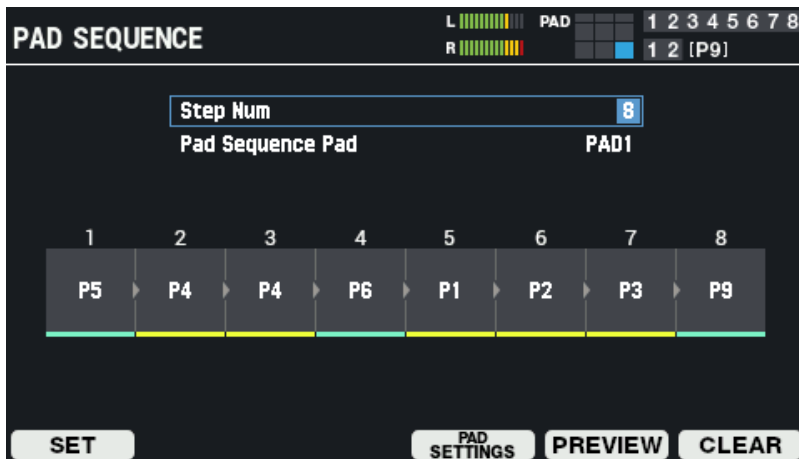 PAD SEQUENCE
L PAD 1 2 3 4 5 6 7 8
R 1 2 [P9]
Step Num 8
Pad Sequence Pad PAD1
1 2 3 4 5 6 7 8
P5 P4 P4 P6 P1 P2 P3 P9
SET PAD SETTINGS PREVIEW CLEAR